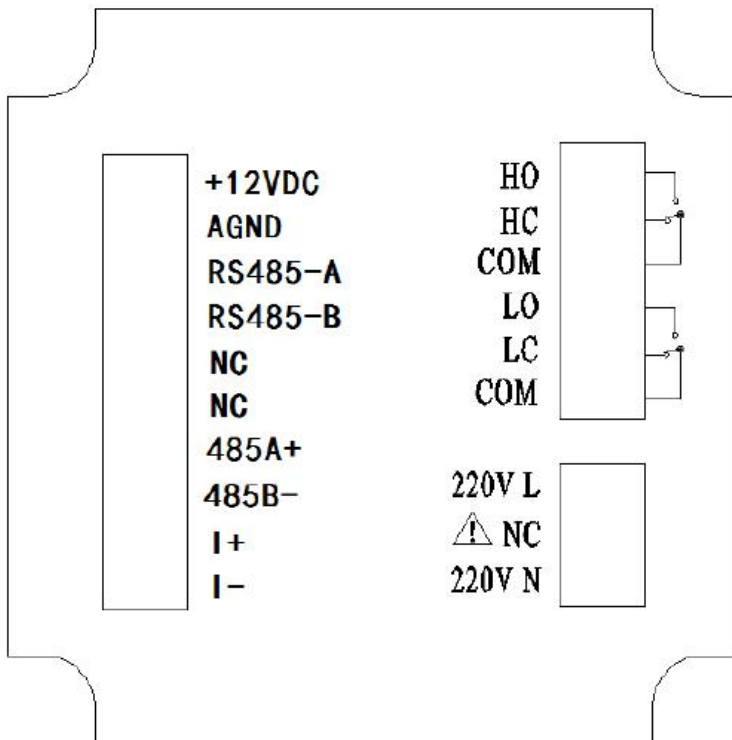 +12VDC
AGND
RS485-A
RS485-B
NC
NC
485A+
485B-
I+
I-
HO
HC
COM
LO
LC
COM
220V L
⚠ NC
220V N